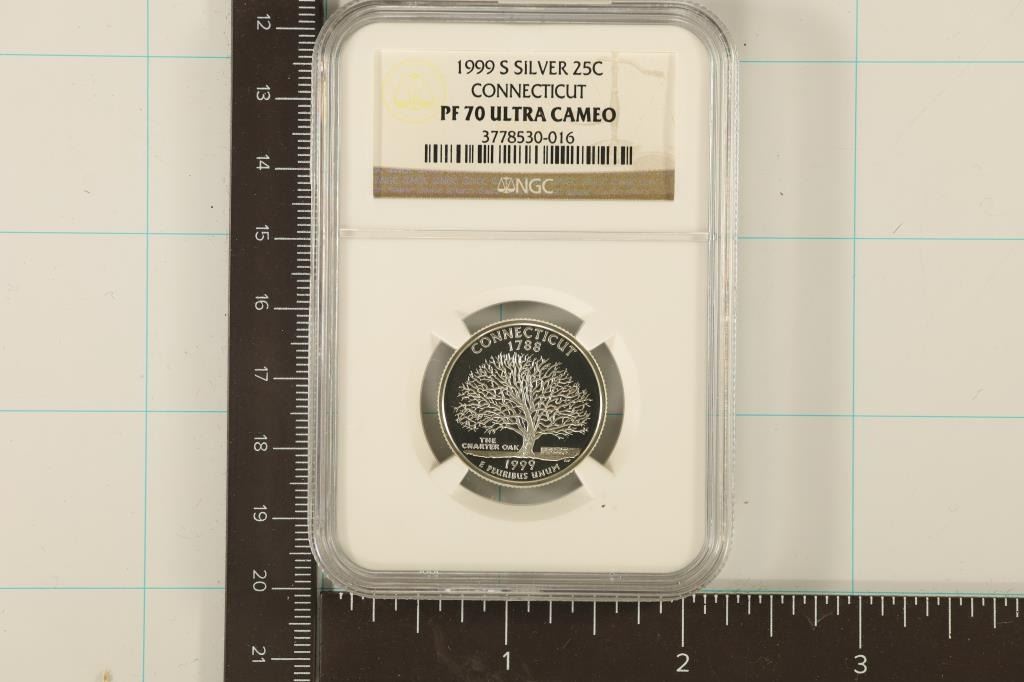 1999 S SILVER 25C
CONNECTICUT
PF 70 ULTRA CAMEO
3778530-016
NGC
CONNECTICUT
1788
THE
CHARTER OAK
1999
E PLURIBUS UNUM
12
13
14
15
16
17
18
19
20
21
1 2 3